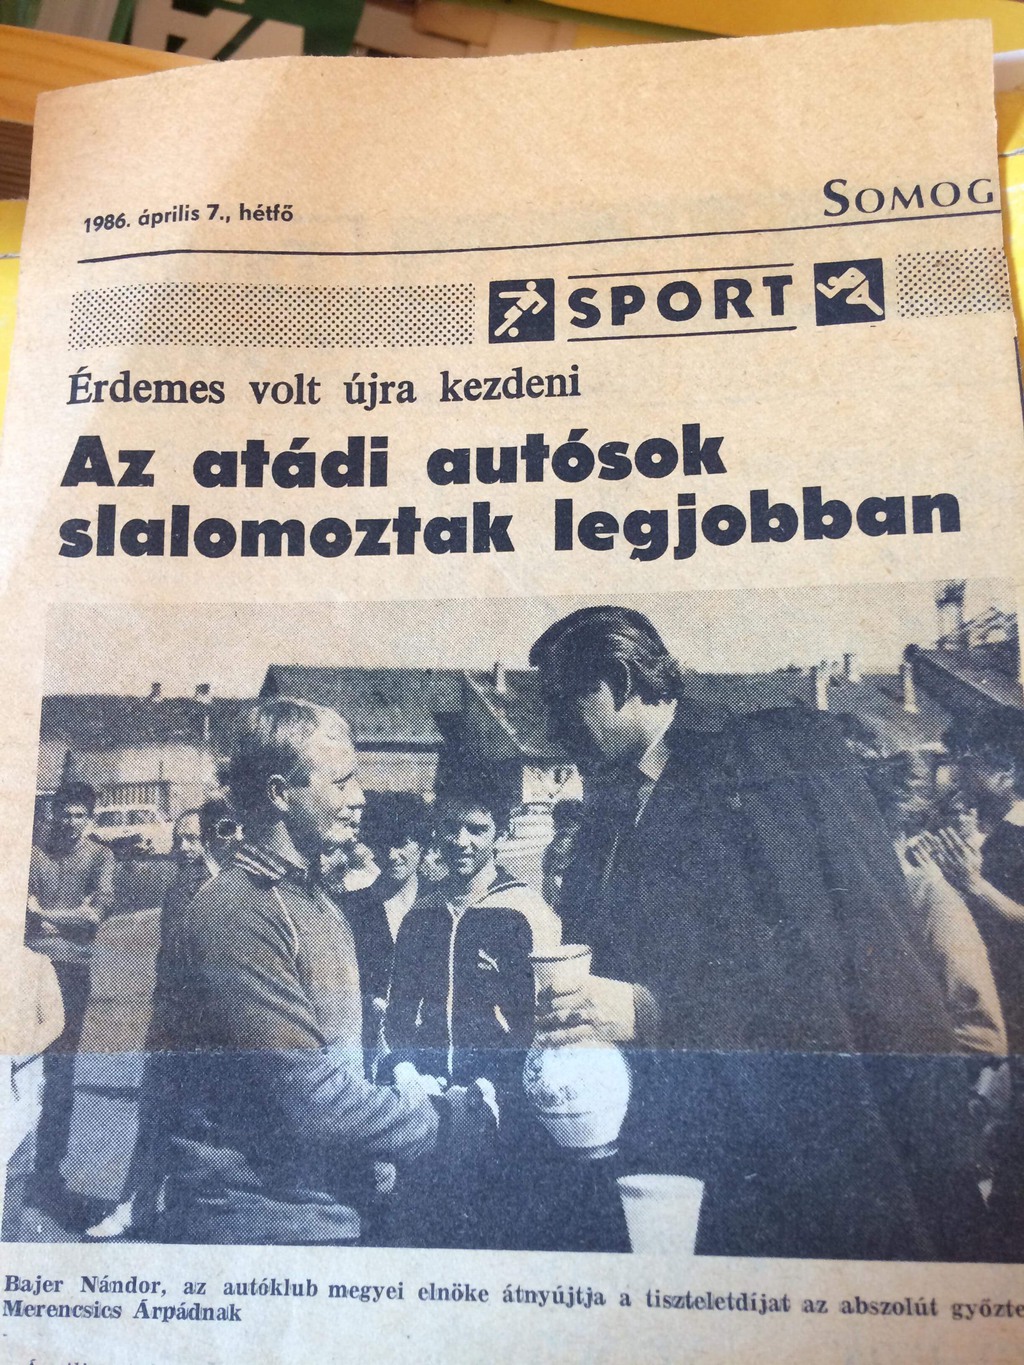 1986. április 7., hétfő
SOMOG
SPORT
Érdemes volt újra kezdeni
Az atádi autósok
slalomoztak legjobban
Bajer Nándor, az autóklub megyei elnöke átnyújtja a tiszteletdíjat az abszolút győzte
Merencsics Árpádnak